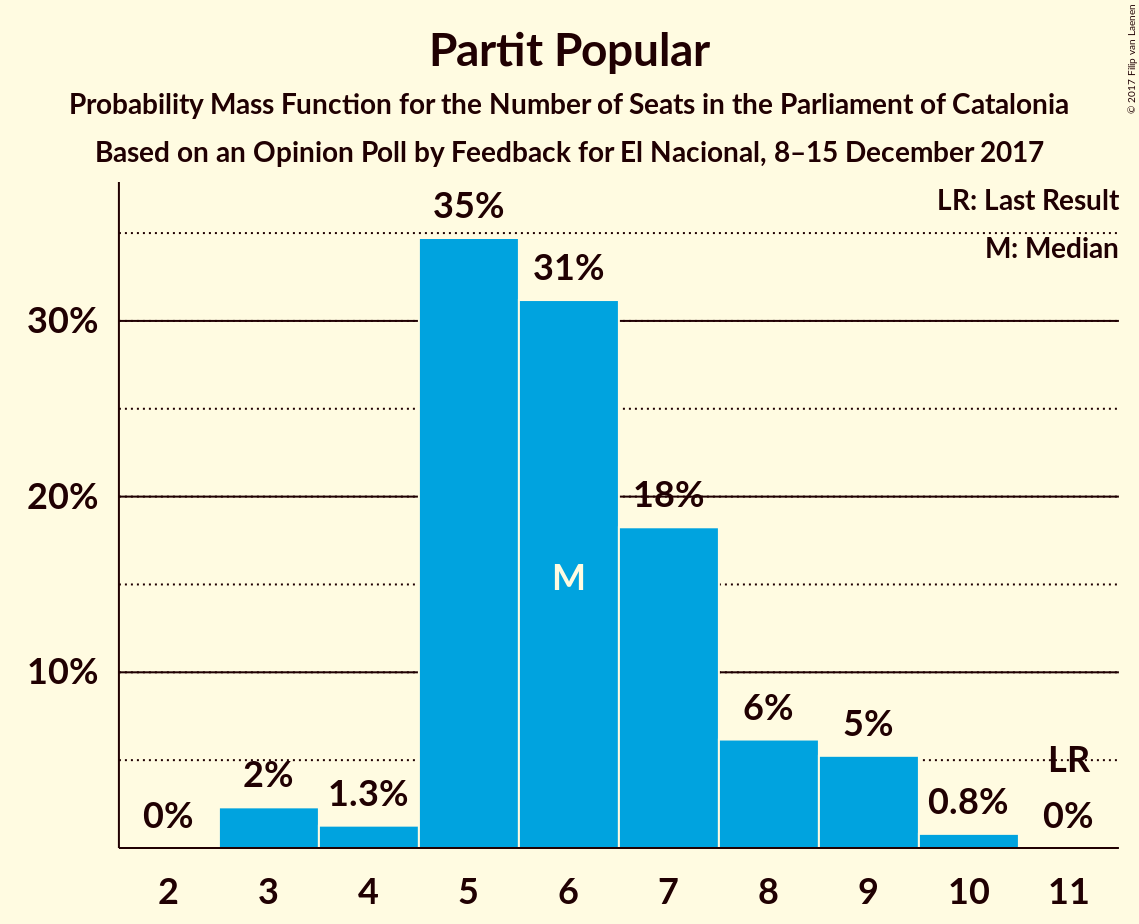 Partit Popular
Probability Mass Function for the Number of Seats in the Parliament of Catalonia
Based on an Opinion Poll by Feedback for El Nacional, 8–15 December 2017
© 2017 Filip van Laenen
LR: Last Result
M: Median
30%
20%
10%
0%
2%
1.3%
35%
31%
M
18%
6%
5%
0.8%
LR
0%
2 3 4 5 6 7 8 9 10 11